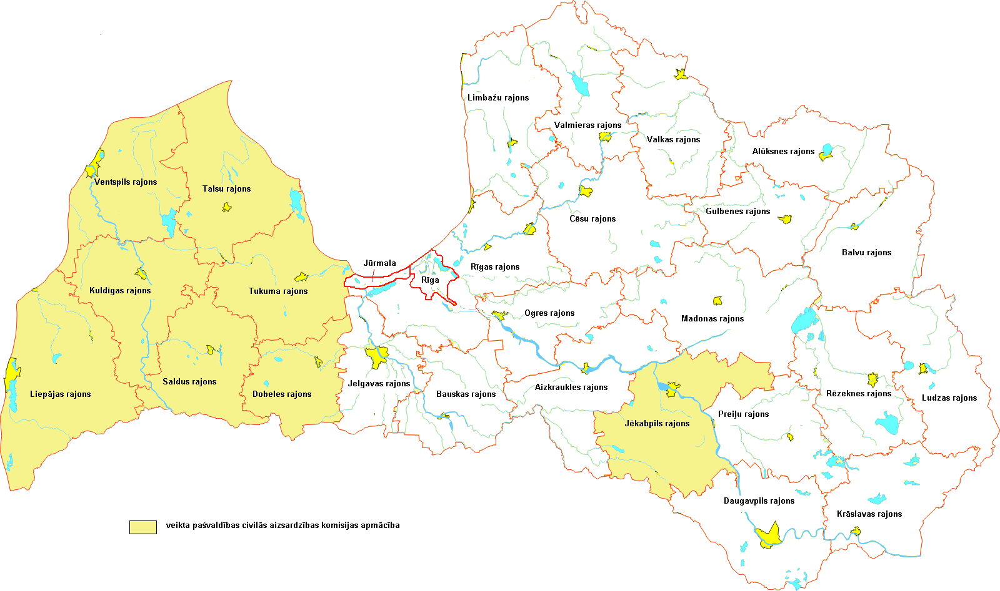 Limbažu rajons
Valmieras rajons
Valkas rajons
Alūksnes rajons
Ventspils rajons
Talsu rajons
Gulbenes rajons
Cēsu rajons
Balvu rajons
Jūrmala
Rīgas rajons
Rīga
Kuldīgas rajons
Tukuma rajons
Ogres rajons
Madonas rajons
Saldus rajons
Jelgavas rajons
Aizkraukles rajons
Liepājas rajons
Dobeles rajons
Bauskas rajons
Rēzeknes rajons
Ludzas rajons
Preiļu rajons
Jēkabpils rajons
Daugavpils rajons
Krāslavas rajons
veikta pašvaldības civilās aizsardzības komisijas apmācība